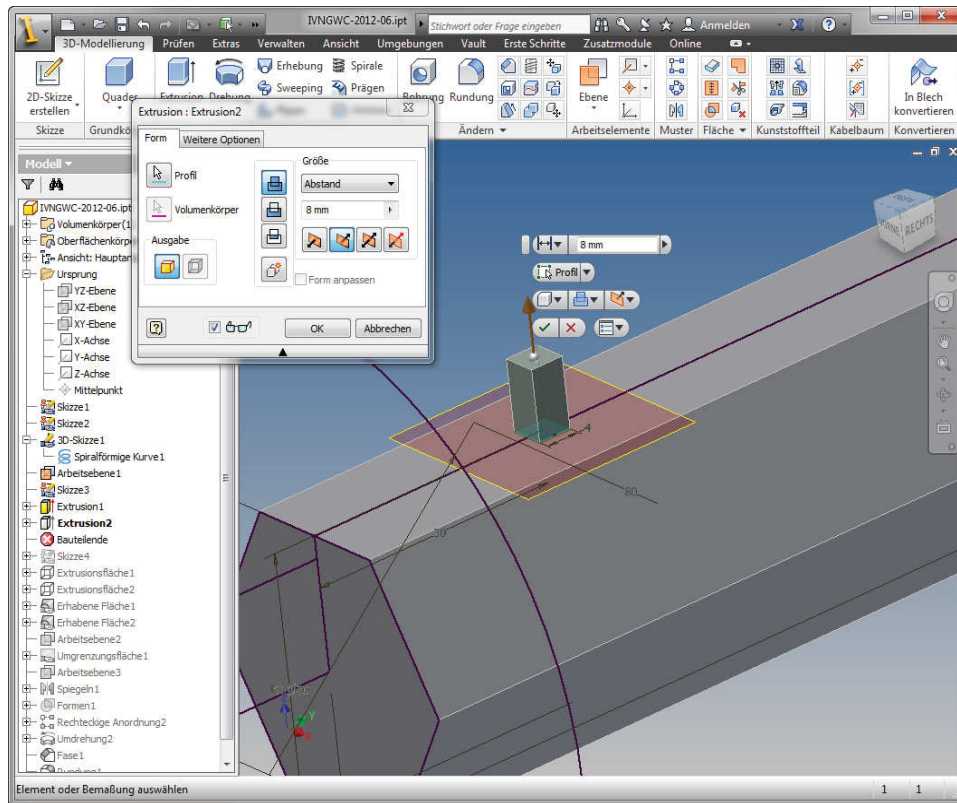 IVNGWC-2012-06.ipt
Stichwort oder Frage eingeben
Anmelden
3D-Modellierung Prüfen Extras Verwalten Ansicht Umgebungen Vault Erste Schritte Zusatzmodule Online
2D-Skizze erstellen
Quader
Extrusion Drehung
Erhebung Spirale
Sweeping Prägen
Bohrung Rundung
Ebene
In Blech konvertieren
Skizze Ändern Arbeitselemente Muster Fläche Kunststoffteil Kabelbaum Konvertieren
Extrusion : Extrusion2
Form Weitere Optionen
Profil
Volumenkörper
Ausgabe
Größe
Abstand
8 mm
Form anpassen
OK Abbrechen
Modell
IVNGWC-2012-06.ipt
Volumenkörper(1
Oberflächenkörpe
Ansicht: Hauptan
Ursprung
YZ-Ebene
XZ-Ebene
XY-Ebene
X-Achse
Y-Achse
Z-Achse
Mittelpunkt
Skizze1
Skizze2
3D-Skizze1
Spiralförmige Kurve1
Arbeitsebene1
Skizze3
Extrusion1
Extrusion2
Bauteilende
Skizze4
Extrusionsfläche1
Extrusionsfläche2
Erhabene Fläche1
Erhabene Fläche2
Arbeitsebene2
Umgrenzungsfläche1
Arbeitsebene3
Spiegeln1
Formen1
Rechteckige Anordnung2
Umdrehung2
Fase1
Rundung1
8 mm
Profil
VORNE
RECHTS
4
80
30
Y
Element oder Bemaßung auswählen
1 1